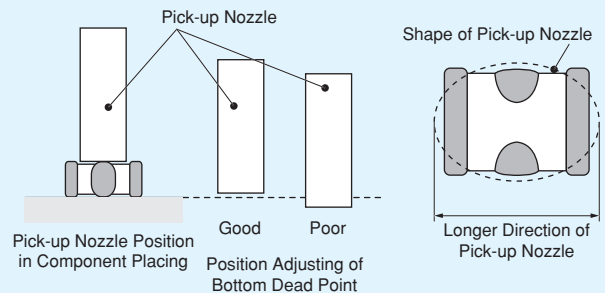 Pick-up Nozzle
Shape of Pick-up Nozzle
Good
Poor
Pick-up Nozzle Position
in Component Placing
Position Adjusting of
Bottom Dead Point
Longer Direction of
Pick-up Nozzle